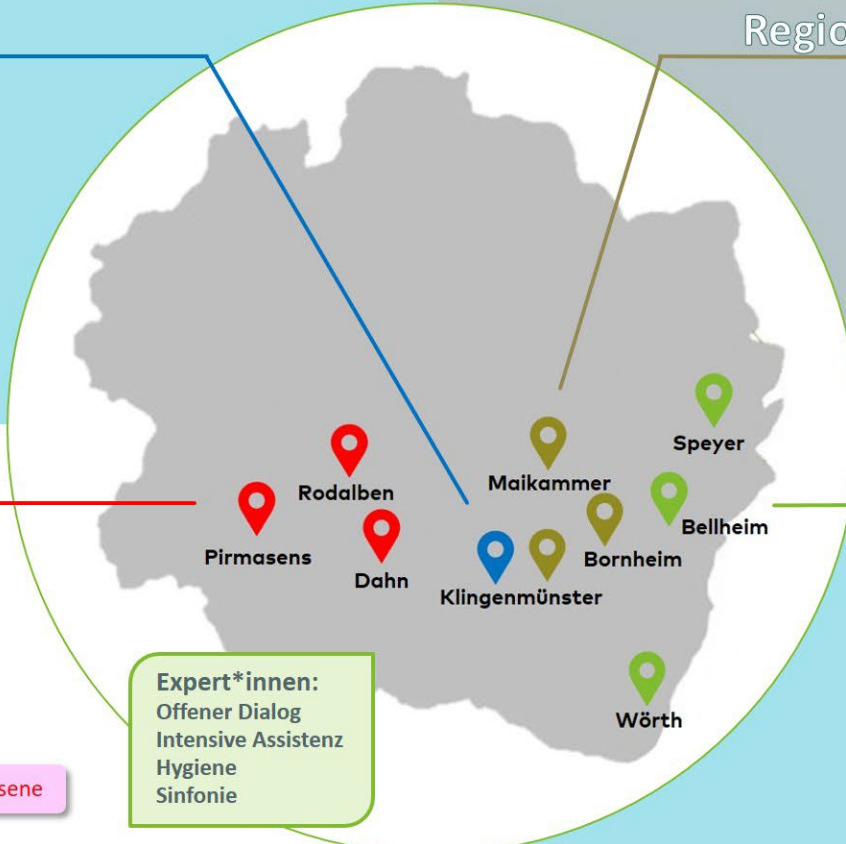 Regio
Speyer
Maikammer
Rodalben
Bellheim
Pirmasens
Bornheim
Dahn
Klingenmünster
Wörth
Expert*innen:
Offener Dialog
Intensive Assistenz
Hygiene
Sinfonie
sene